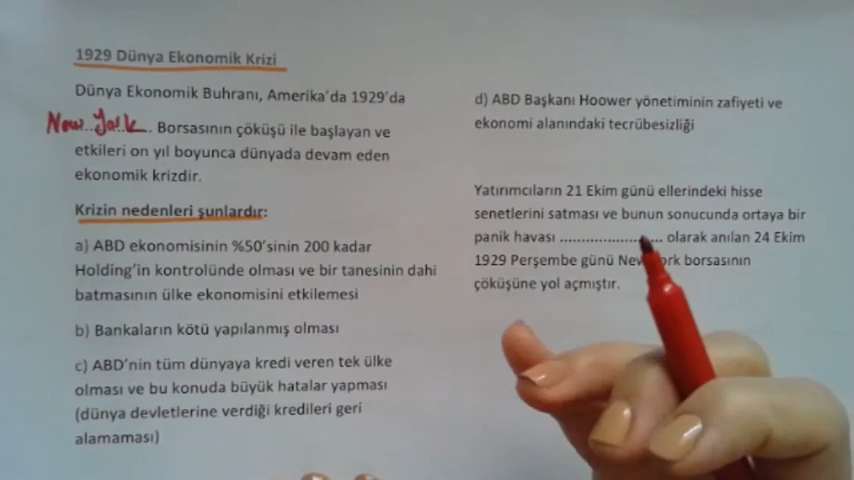 1929 Dünya Ekonomik Krizi
Dünya Ekonomik Buhranı, Amerika'da 1929'da
New York. Borsasının çöküşü ile başlayan ve
etkileri on yıl boyunca dünyada devam eden
ekonomik krizdir.
Krizin nedenleri şunlardır:
a) ABD ekonomisinin %50'sinin 200 kadar
Holding'in kontrolünde olması ve bir tanesinin dahi
batmasının ülke ekonomisini etkilemesi
b) Bankaların kötü yapılanmış olması
c) ABD'nin tüm dünyaya kredi veren tek ülke
olması ve bu konuda büyük hatalar yapması
(dünya devletlerine verdiği kredileri geri
alamaması)
d) ABD Başkanı Hoower yönetiminin zafiyeti ve
ekonomi alanındaki tecrübesizliği
Yatırımcıların 21 Ekim günü ellerindeki hisse
senetlerini satması ve bunun sonucunda ortaya bir
panik havası ........................ olarak anılan 24 Ekim
1929 Perşembe günü New York borsasının
çöküşüne yol açmıştır.